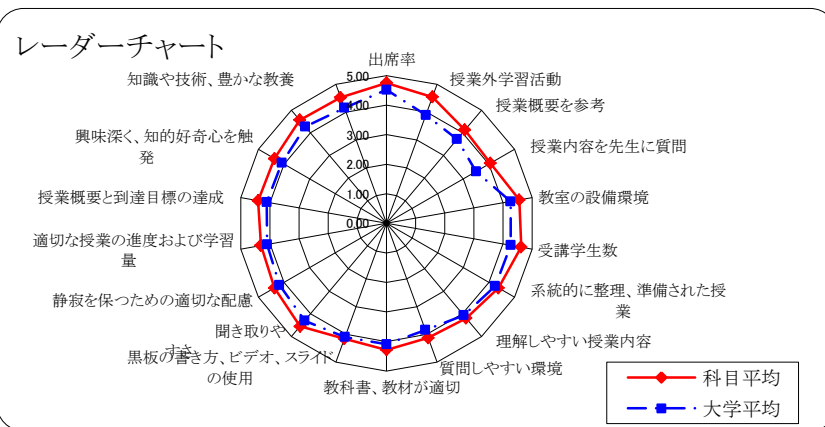 レーダーチャート
出席率
授業外学習活動
授業概要を参考
授業内容を先生に質問
教室の設備環境
受講学生数
系統的に整理、準備された授
業
理解しやすい授業内容
質問しやすい環境
教科書、教材が適切
黒板の書き方、ビデオ、スライド
の使用
聞き取りや
すさ
静寂を保つための適切な配慮
適切な授業の進度および学習
量
授業概要と到達目標の達成
興味深く、知的好奇心を触
発
知識や技術、豊かな教養
5.00
4.00
3.00
2.00
1.00
0.00
科目平均
大学平均